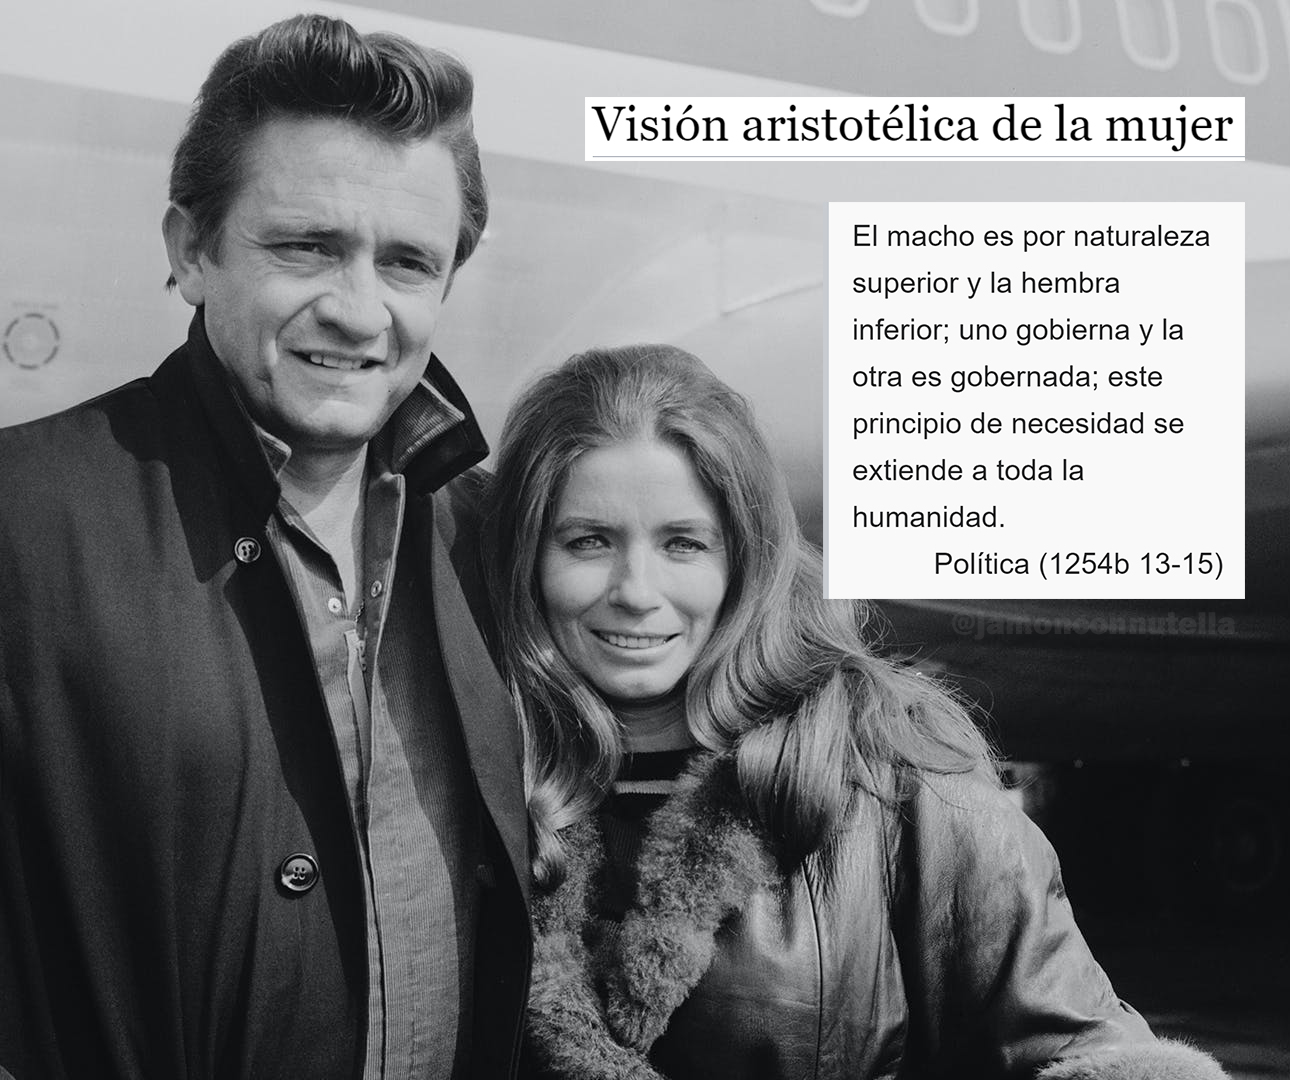 Visión aristotélica de la mujer
El macho es por naturaleza
superior y la hembra
inferior; uno gobierna y la
otra es gobernada; este
principio de necesidad se
extiende a toda la
humanidad.
Política (1254b 13-15)
@jamonconnutella